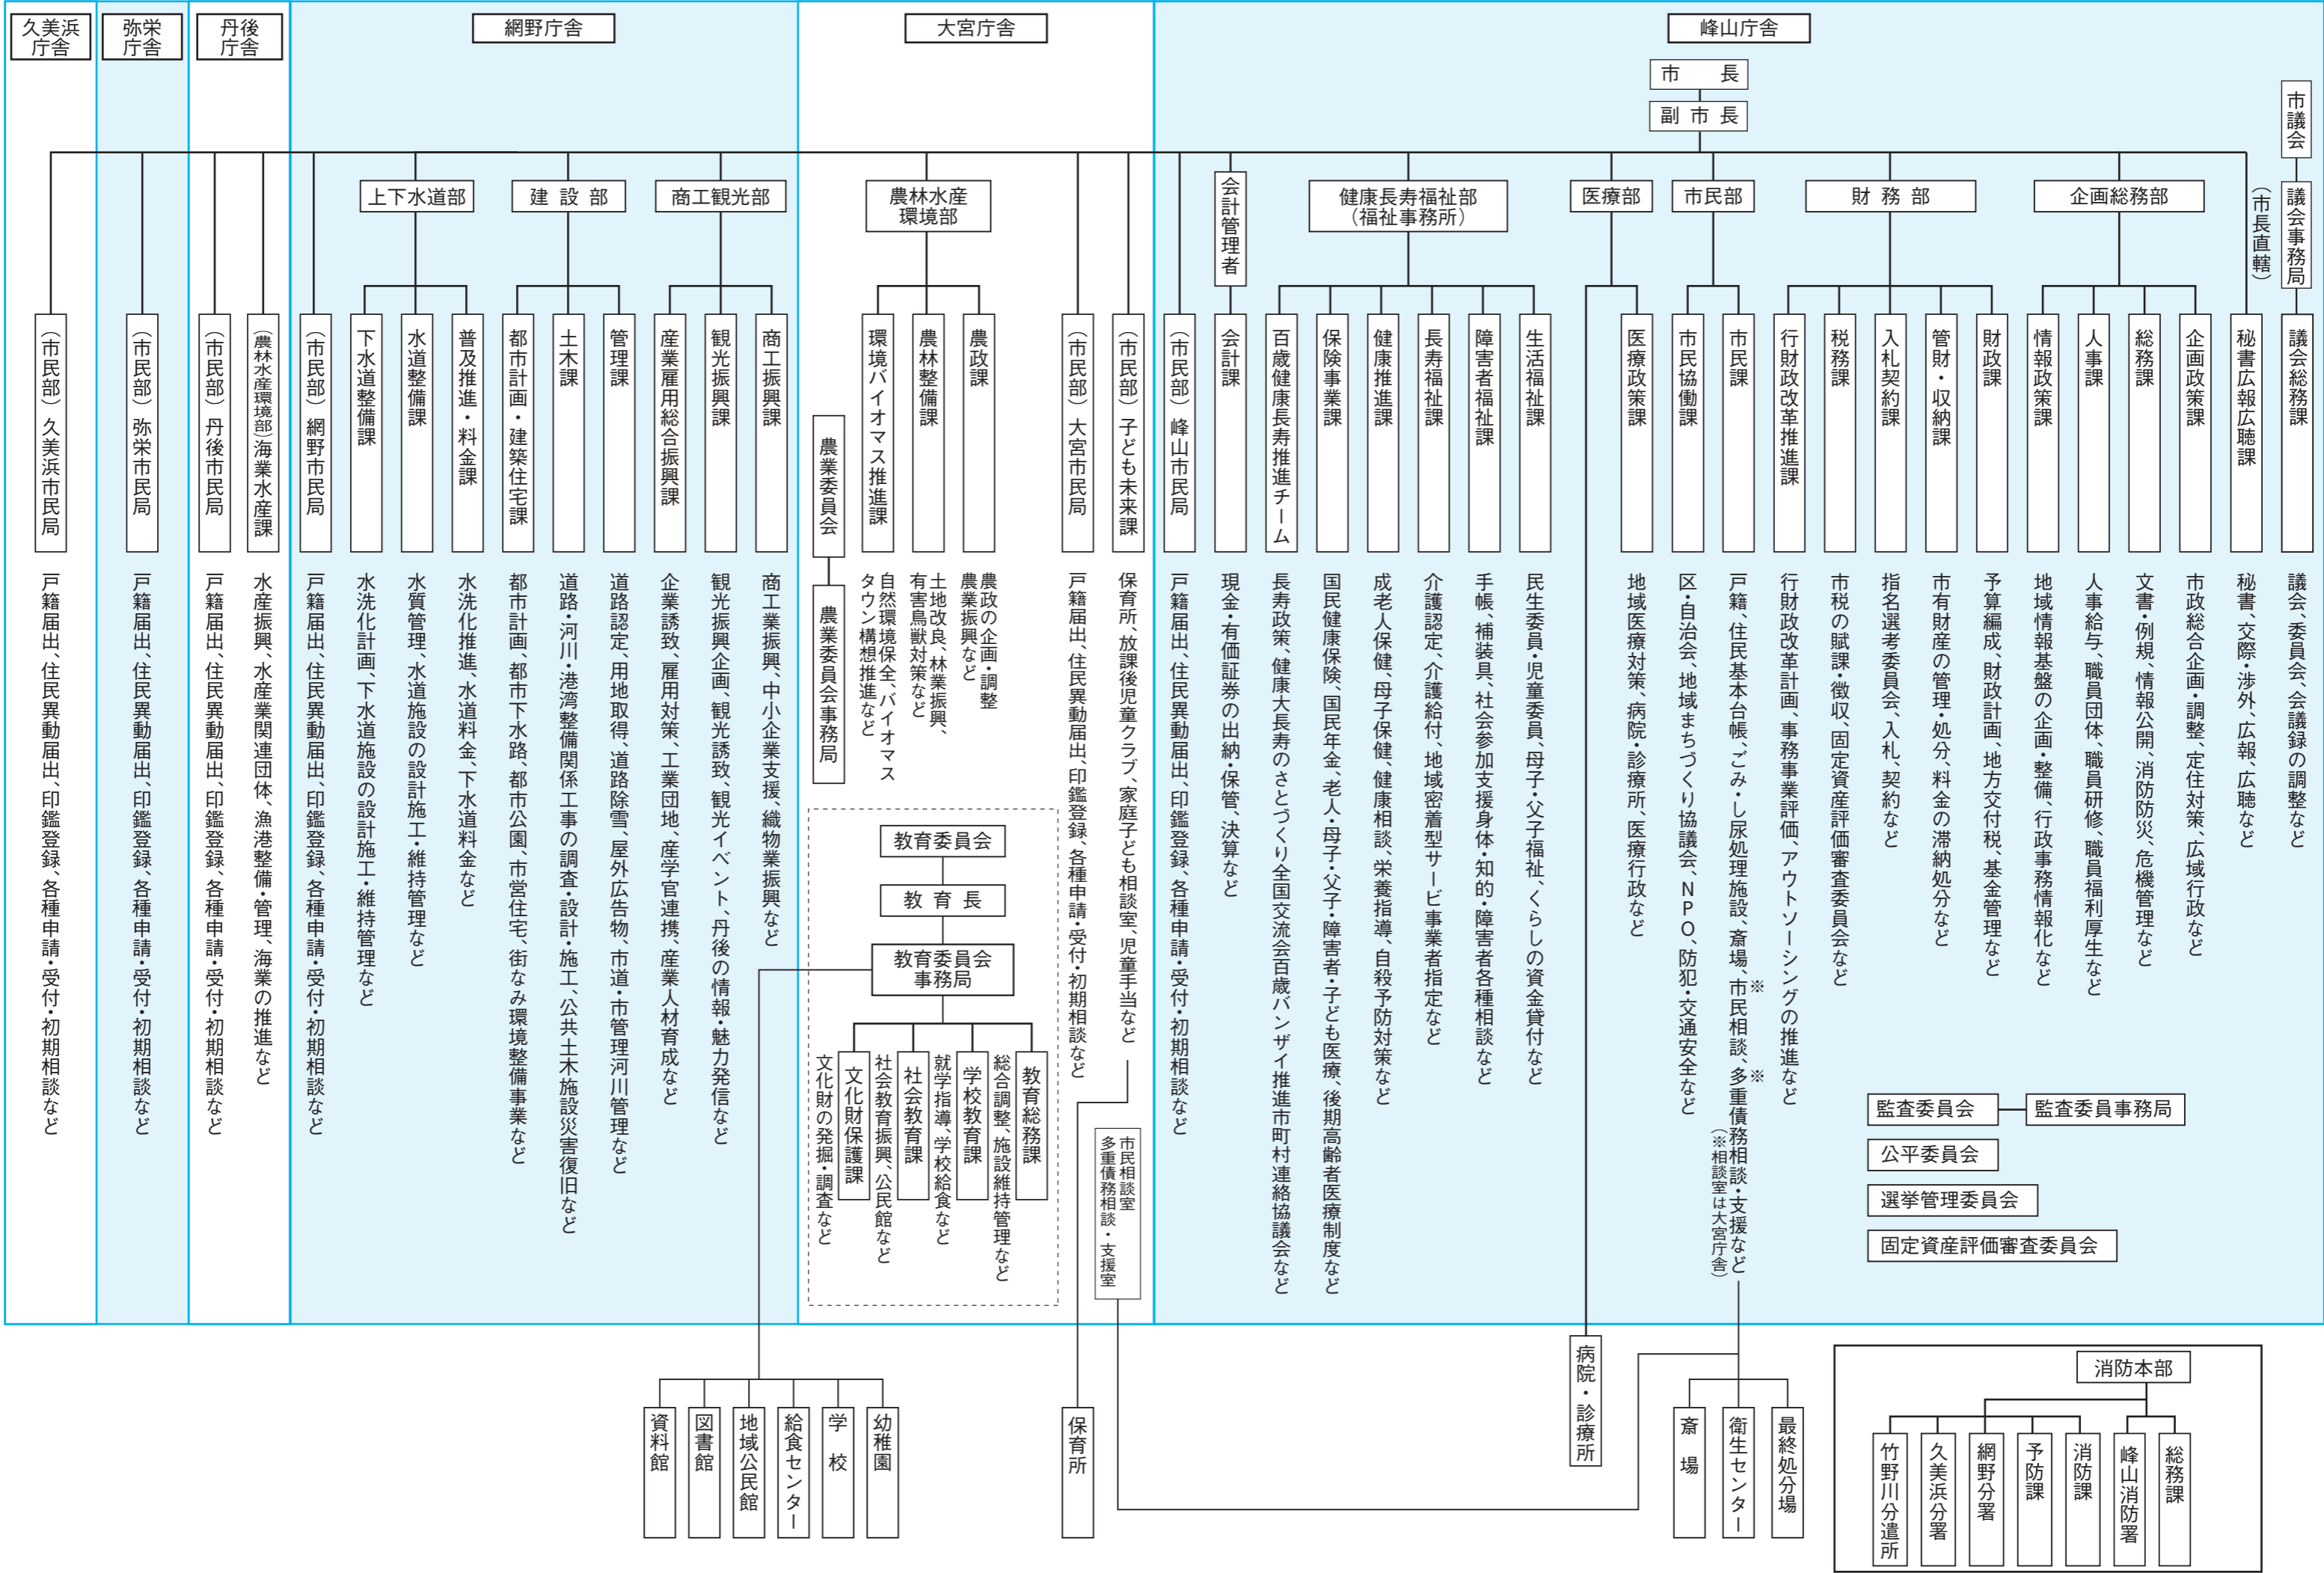 久美浜
庁舎
弥栄
庁舎
丹後
庁舎
網野庁舎
大宮庁舎
峰山庁舎
市　　長
副 市 長
市議会
議会事務局
（市長直轄）
上下水道部
建 設 部
商工観光部
農林水産
環境部
会計管理者
健康長寿福祉部
（福祉事務所）
医療部
市民部
財 務 部
企画総務部
議会総務課
秘書広報広聴課
企画政策課
総務課
人事課
情報政策課
財政課
管財・収納課
入札契約課
税務課
行財政改革推進課
市民課
市民協働課
医療政策課
生活福祉課
障害者福祉課
長寿福祉課
健康推進課
保険事業課
百歳健康長寿推進チーム
会計課
（市民部）峰山市民局
（市民部）子ども未来課
（市民部）大宮市民局
農政課
農林整備課
環境バイオマス推進課
農業委員会
農業委員会事務局
商工振興課
観光振興課
産業雇用総合振興課
管理課
土木課
都市計画・建築住宅課
普及推進・料金課
水道整備課
下水道整備課
（市民部）網野市民局
（農林水産環境部）海業水産課
（市民部）丹後市民局
（市民部）弥栄市民局
（市民部）久美浜市民局
議会、委員会、会議録の調整など
秘書、交際・渉外、広報、広聴など
市政総合企画・調整、定住対策、広域行政など
文書・例規、情報公開、消防防災、危機管理など
人事給与、職員団体、職員研修、職員福利厚生など
地域情報基盤の企画・整備、行政事務情報化など
予算編成、財政計画、地方交付税、基金管理など
市有財産の管理・処分、料金の滞納処分など
指名選考委員会、入札、契約など
市税の賦課・徴収、固定資産評価審査委員会など
行財政改革計画、事務事業評価、アウトソーシングの推進など
戸籍、住民基本台帳、ごみ・し尿処理施設、斎場、市民相談、多重債務相談・支援など
※
※
（※相談室は大宮庁舎）
区・自治会、地域まちづくり協議会、NPO、防犯・交通安全など
地域医療対策、病院・診療所、医療行政など
民生委員・児童委員、母子・父子福祉、くらしの資金貸付など
手帳、補装具、社会参加支援身体・知的・障害者各種相談など
介護認定、介護給付、地域密着型サービ事業者指定など
成老人保健、母子保健、健康相談、栄養指導、自殺予防対策など
国民健康保険、国民年金、老人・母子・父子・障害者・子ども医療、後期高齢者医療制度など
長寿政策、健康大長寿のさとづくり全国交流会百歳バンザイ推進市町村連絡協議会など
現金・有価証券の出納・保管、決算など
戸籍届出、住民異動届出、印鑑登録、各種申請・受付・初期相談など
保育所、放課後児童クラブ、家庭子ども相談室、児童手当など
戸籍届出、住民異動届出、印鑑登録、各種申請・受付・初期相談など
農政の企画・調整
農業振興など
土地改良、林業振興、
有害鳥獣対策など
自然環境保全、バイオマス
タウン構想推進など
商工業振興、中小企業支援、織物業振興など
観光振興企画、観光誘致、観光イベント、丹後の情報・魅力発信など
企業誘致、雇用対策、工業団地、産学官連携、産業人材育成など
道路認定、用地取得、道路除雪、屋外広告物、市道・市管理河川管理など
道路・河川・港湾整備関係工事の調査・設計・施工、公共土木施設災害復旧など
都市計画、都市下水路、都市公園、市営住宅、街なみ環境整備事業など
水洗化推進、水道料金、下水道料金など
水質管理、水道施設の設計施工・維持管理など
水洗化計画、下水道施設の設計施工・維持管理など
戸籍届出、住民異動届出、印鑑登録、各種申請・受付・初期相談など
水産振興、水産業関連団体、漁港整備・管理、海業の推進など
戸籍届出、住民異動届出、印鑑登録、各種申請・受付・初期相談など
戸籍届出、住民異動届出、印鑑登録、各種申請・受付・初期相談など
戸籍届出、住民異動届出、印鑑登録、各種申請・受付・初期相談など
教育委員会
教 育 長
教育委員会
事務局
教育総務課
総合調整、施設維持管理など
学校教育課
就学指導、学校給食など
社会教育課
社会教育振興、公民館など
文化財保護課
文化財の発掘・調査など
市民相談室
多重債務相談・支援室
監査委員会
監査委員事務局
公平委員会
選挙管理委員会
固定資産評価審査委員会
資料館
図書館
地域公民館
給食センター
学　校
幼稚園
保育所
病院・診療所
斎　場
衛生センター
最終処分場
消防本部
竹野川分遣所
久美浜分署
網野分署
予防課
消防課
峰山消防署
総務課